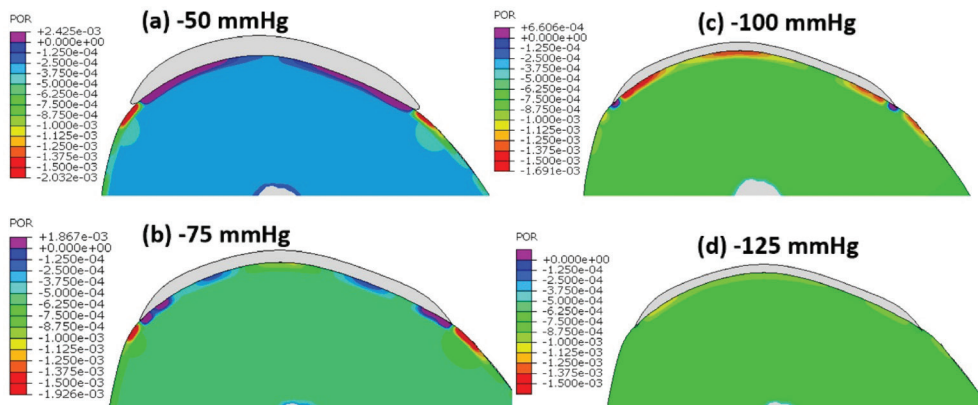 (a) -50 mmHg
POR
+2.425e-03
+0.000e+00
-1.250e-04
-2.500e-04
-3.750e-04
-5.000e-04
-6.250e-04
-7.500e-04
-8.750e-04
-1.000e-03
-1.125e-03
-1.250e-03
-1.375e-03
-1.500e-03
-2.032e-03
(c) -100 mmHg
POR
+6.606e-04
+0.000e+00
-1.250e-04
-2.500e-04
-3.750e-04
-5.000e-04
-6.250e-04
-7.500e-04
-8.750e-04
-1.000e-03
-1.125e-03
-1.250e-03
-1.375e-03
-1.500e-03
-1.691e-03
(b) -75 mmHg
POR
+1.867e-03
+0.000e+00
-1.250e-04
-2.500e-04
-3.750e-04
-5.000e-04
-6.250e-04
-7.500e-04
-8.750e-04
-1.000e-03
-1.125e-03
-1.250e-03
-1.375e-03
-1.500e-03
-1.926e-03
(d) -125 mmHg
POR
+0.000e+00
-1.250e-04
-2.500e-04
-3.750e-04
-5.000e-04
-6.250e-04
-7.500e-04
-8.750e-04
-1.000e-03
-1.125e-03
-1.250e-03
-1.375e-03
-1.500e-03